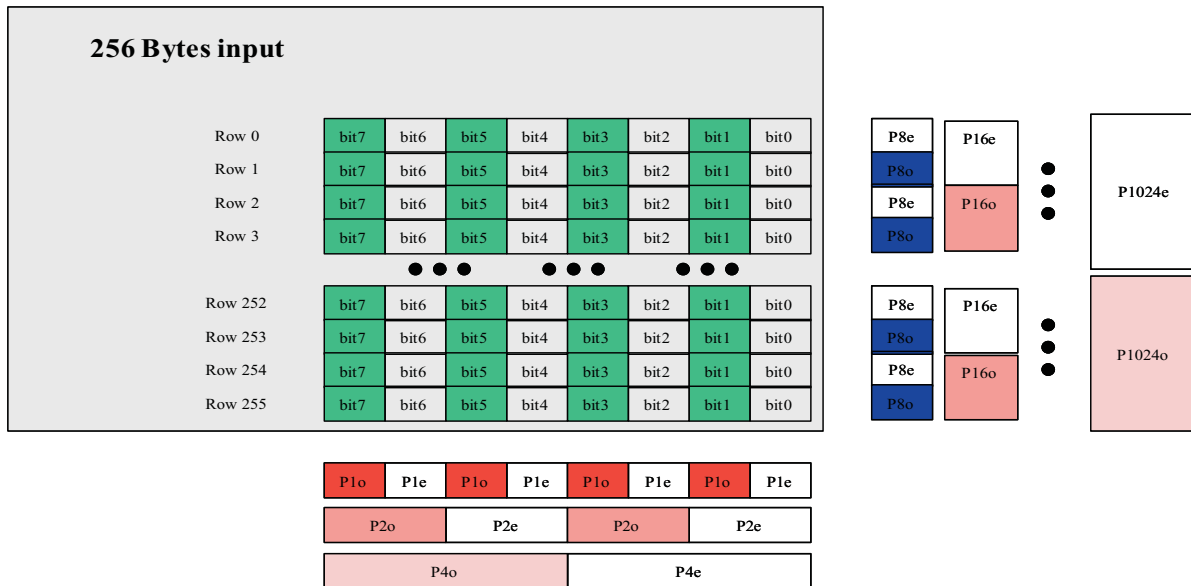 256 Bytes input
Row 0 bit7 bit6 bit5 bit4 bit3 bit2 bit1 bit0 P8e P16e
Row 1 bit7 bit6 bit5 bit4 bit3 bit2 bit1 bit0 P8o
Row 2 bit7 bit6 bit5 bit4 bit3 bit2 bit1 bit0 P8e P16o P1024e
Row 3 bit7 bit6 bit5 bit4 bit3 bit2 bit1 bit0 P8o
Row 252 bit7 bit6 bit5 bit4 bit3 bit2 bit1 bit0 P8e P16e
Row 253 bit7 bit6 bit5 bit4 bit3 bit2 bit1 bit0 P8o P1024o
Row 254 bit7 bit6 bit5 bit4 bit3 bit2 bit1 bit0 P8e P16o
Row 255 bit7 bit6 bit5 bit4 bit3 bit2 bit1 bit0 P8o
P1o P1e P1o P1e P1o P1e P1o P1e
P2o P2e P2o P2e
P4o P4e